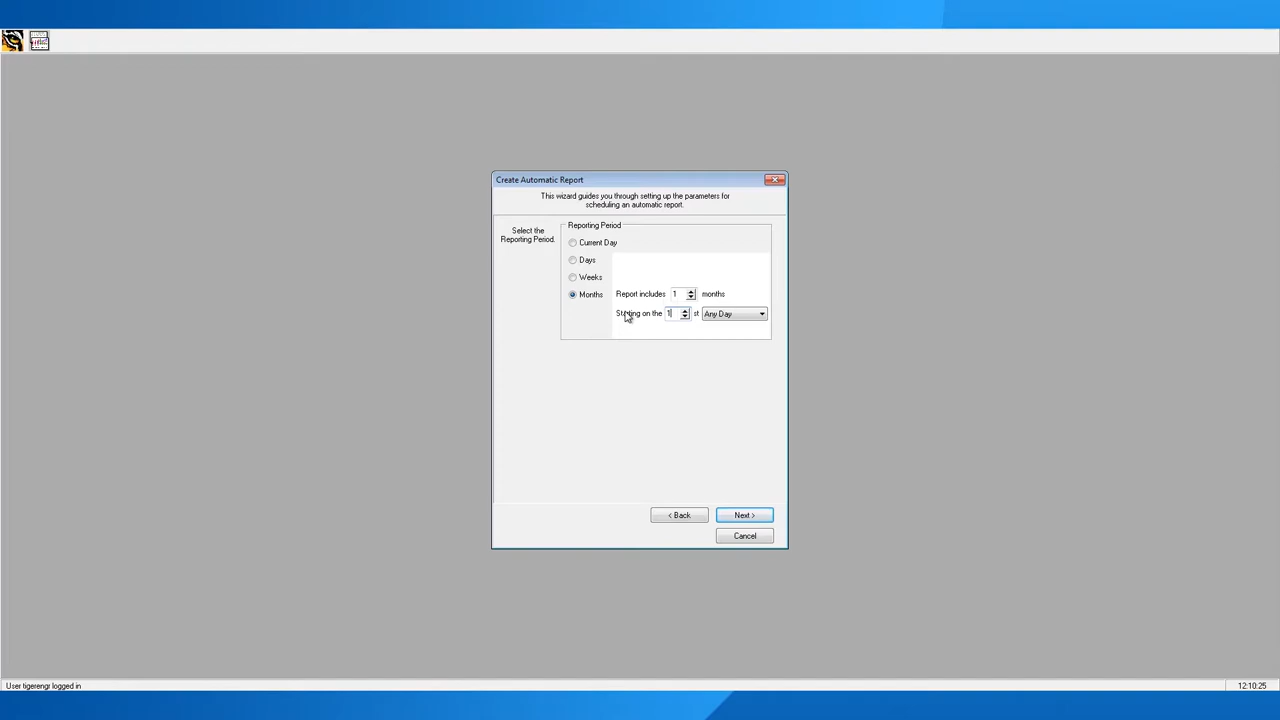 Create Automatic Report
This wizard guides you through setting up the parameters for
scheduling an automatic report.
Select the
Reporting Period.
Reporting Period
Current Day
Days
Weeks
Months
Report includes 1 months
Starting on the 1 st Any Day
< Back
Next >
Cancel
User tigerengr logged in
12:10:25